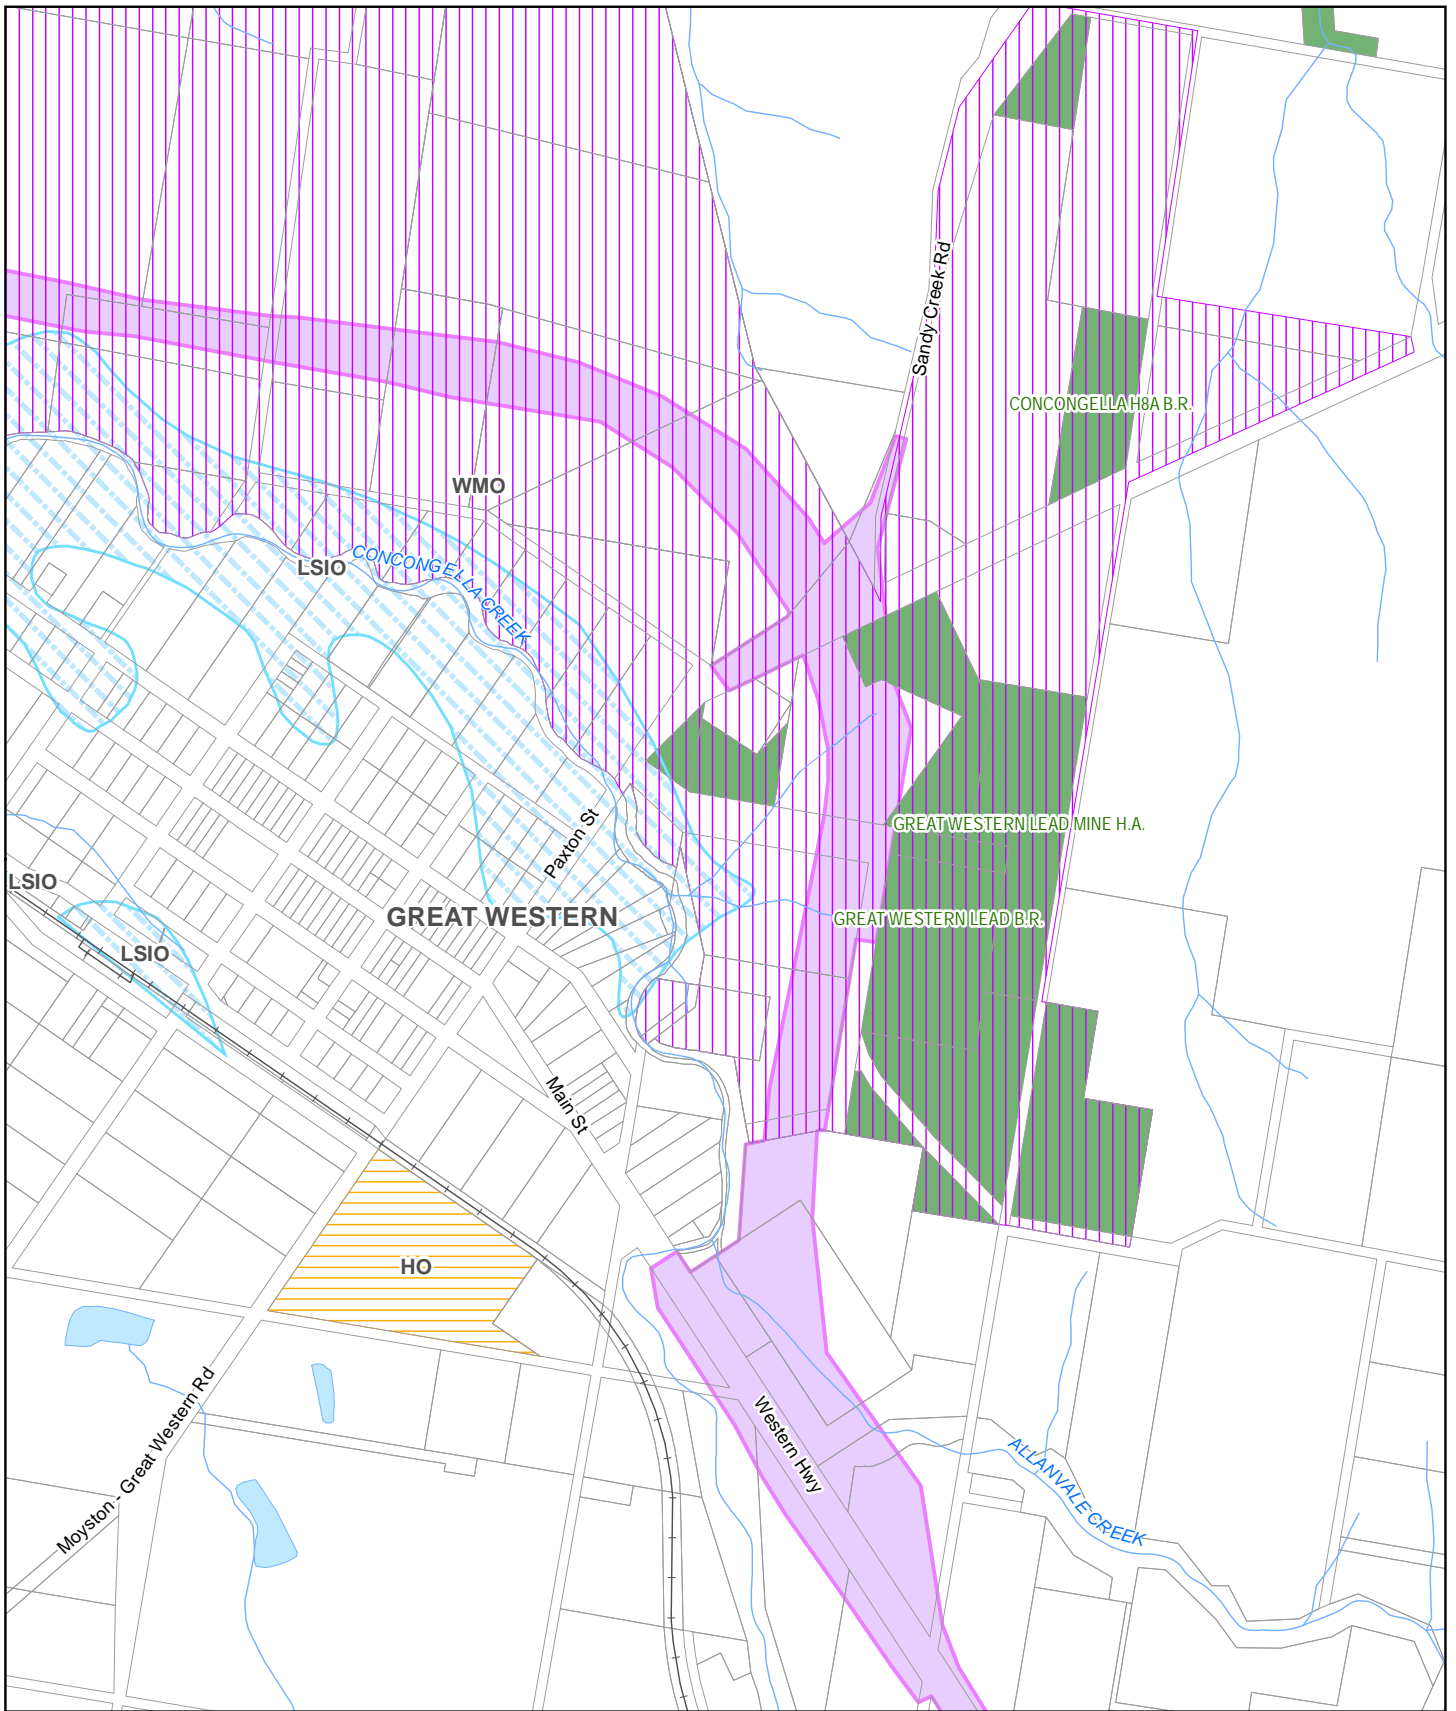 Sandy Creek Rd
CONCONGELLA H8A B.R.
WMO
CONCONGELLA CREEK
LSIO
Paxton St
GREAT WESTERN LEAD MINE H.A.
LSIO
GREAT WESTERN
GREAT WESTERN LEAD B.R.
LSIO
Main St
HO
Moyston - Great Western Rd
Western Hwy
ALLANVALE CREEK